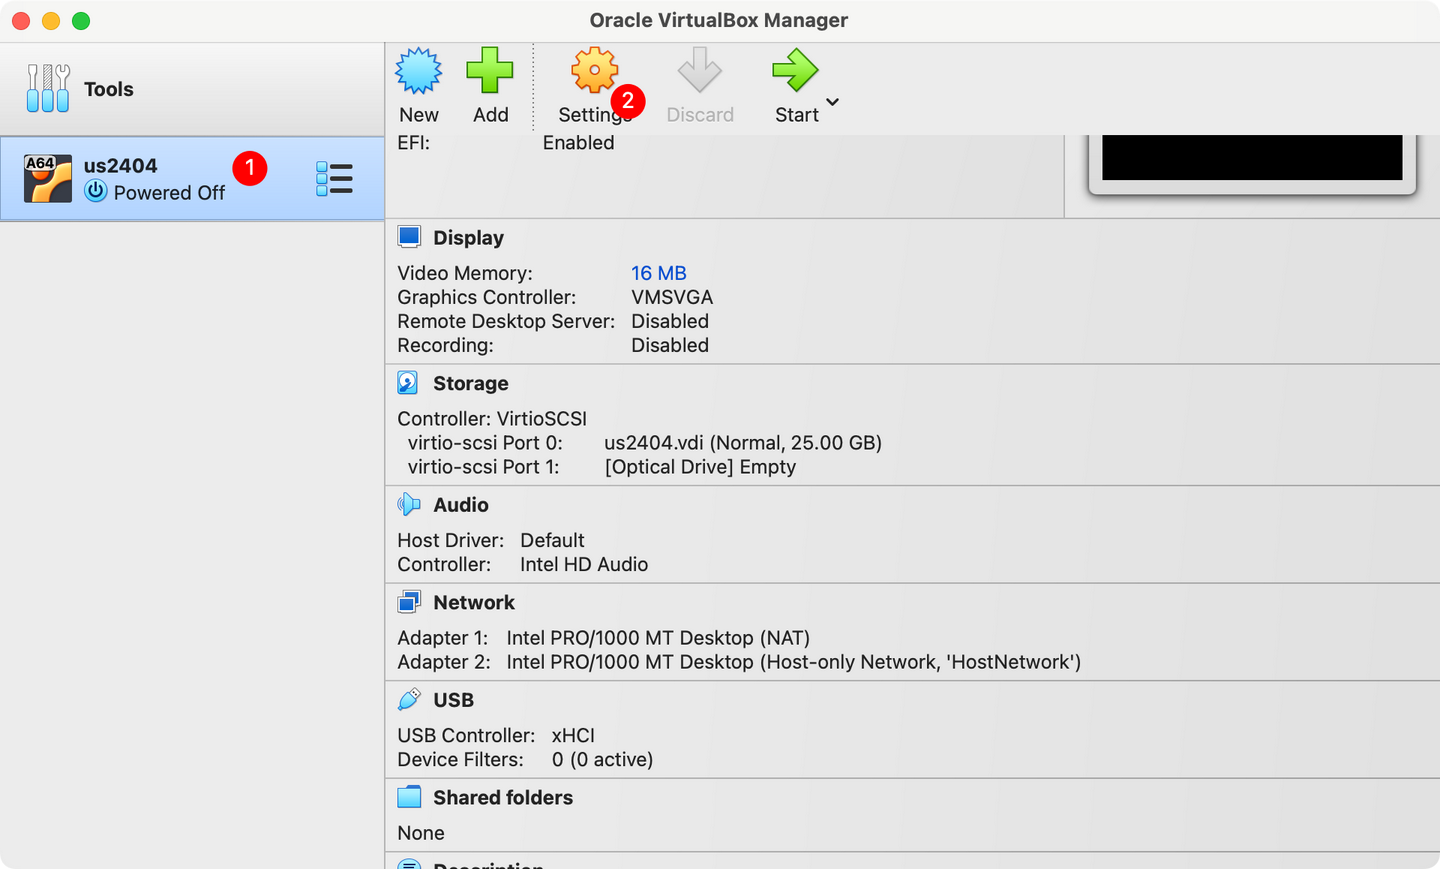 Oracle VirtualBox Manager
Tools
New
Add
Settings
2
Discard
Start
A64
us2404
1
Powered Off
EFI: Enabled
Display
Video Memory: 16 MB
Graphics Controller: VMSVGA
Remote Desktop Server: Disabled
Recording: Disabled
Storage
Controller: VirtioSCSI
virtio-scsi Port 0: us2404.vdi (Normal, 25.00 GB)
virtio-scsi Port 1: [Optical Drive] Empty
Audio
Host Driver: Default
Controller: Intel HD Audio
Network
Adapter 1: Intel PRO/1000 MT Desktop (NAT)
Adapter 2: Intel PRO/1000 MT Desktop (Host-only Network, 'HostNetwork')
USB
USB Controller: xHCI
Device Filters: 0 (0 active)
Shared folders
None
Description